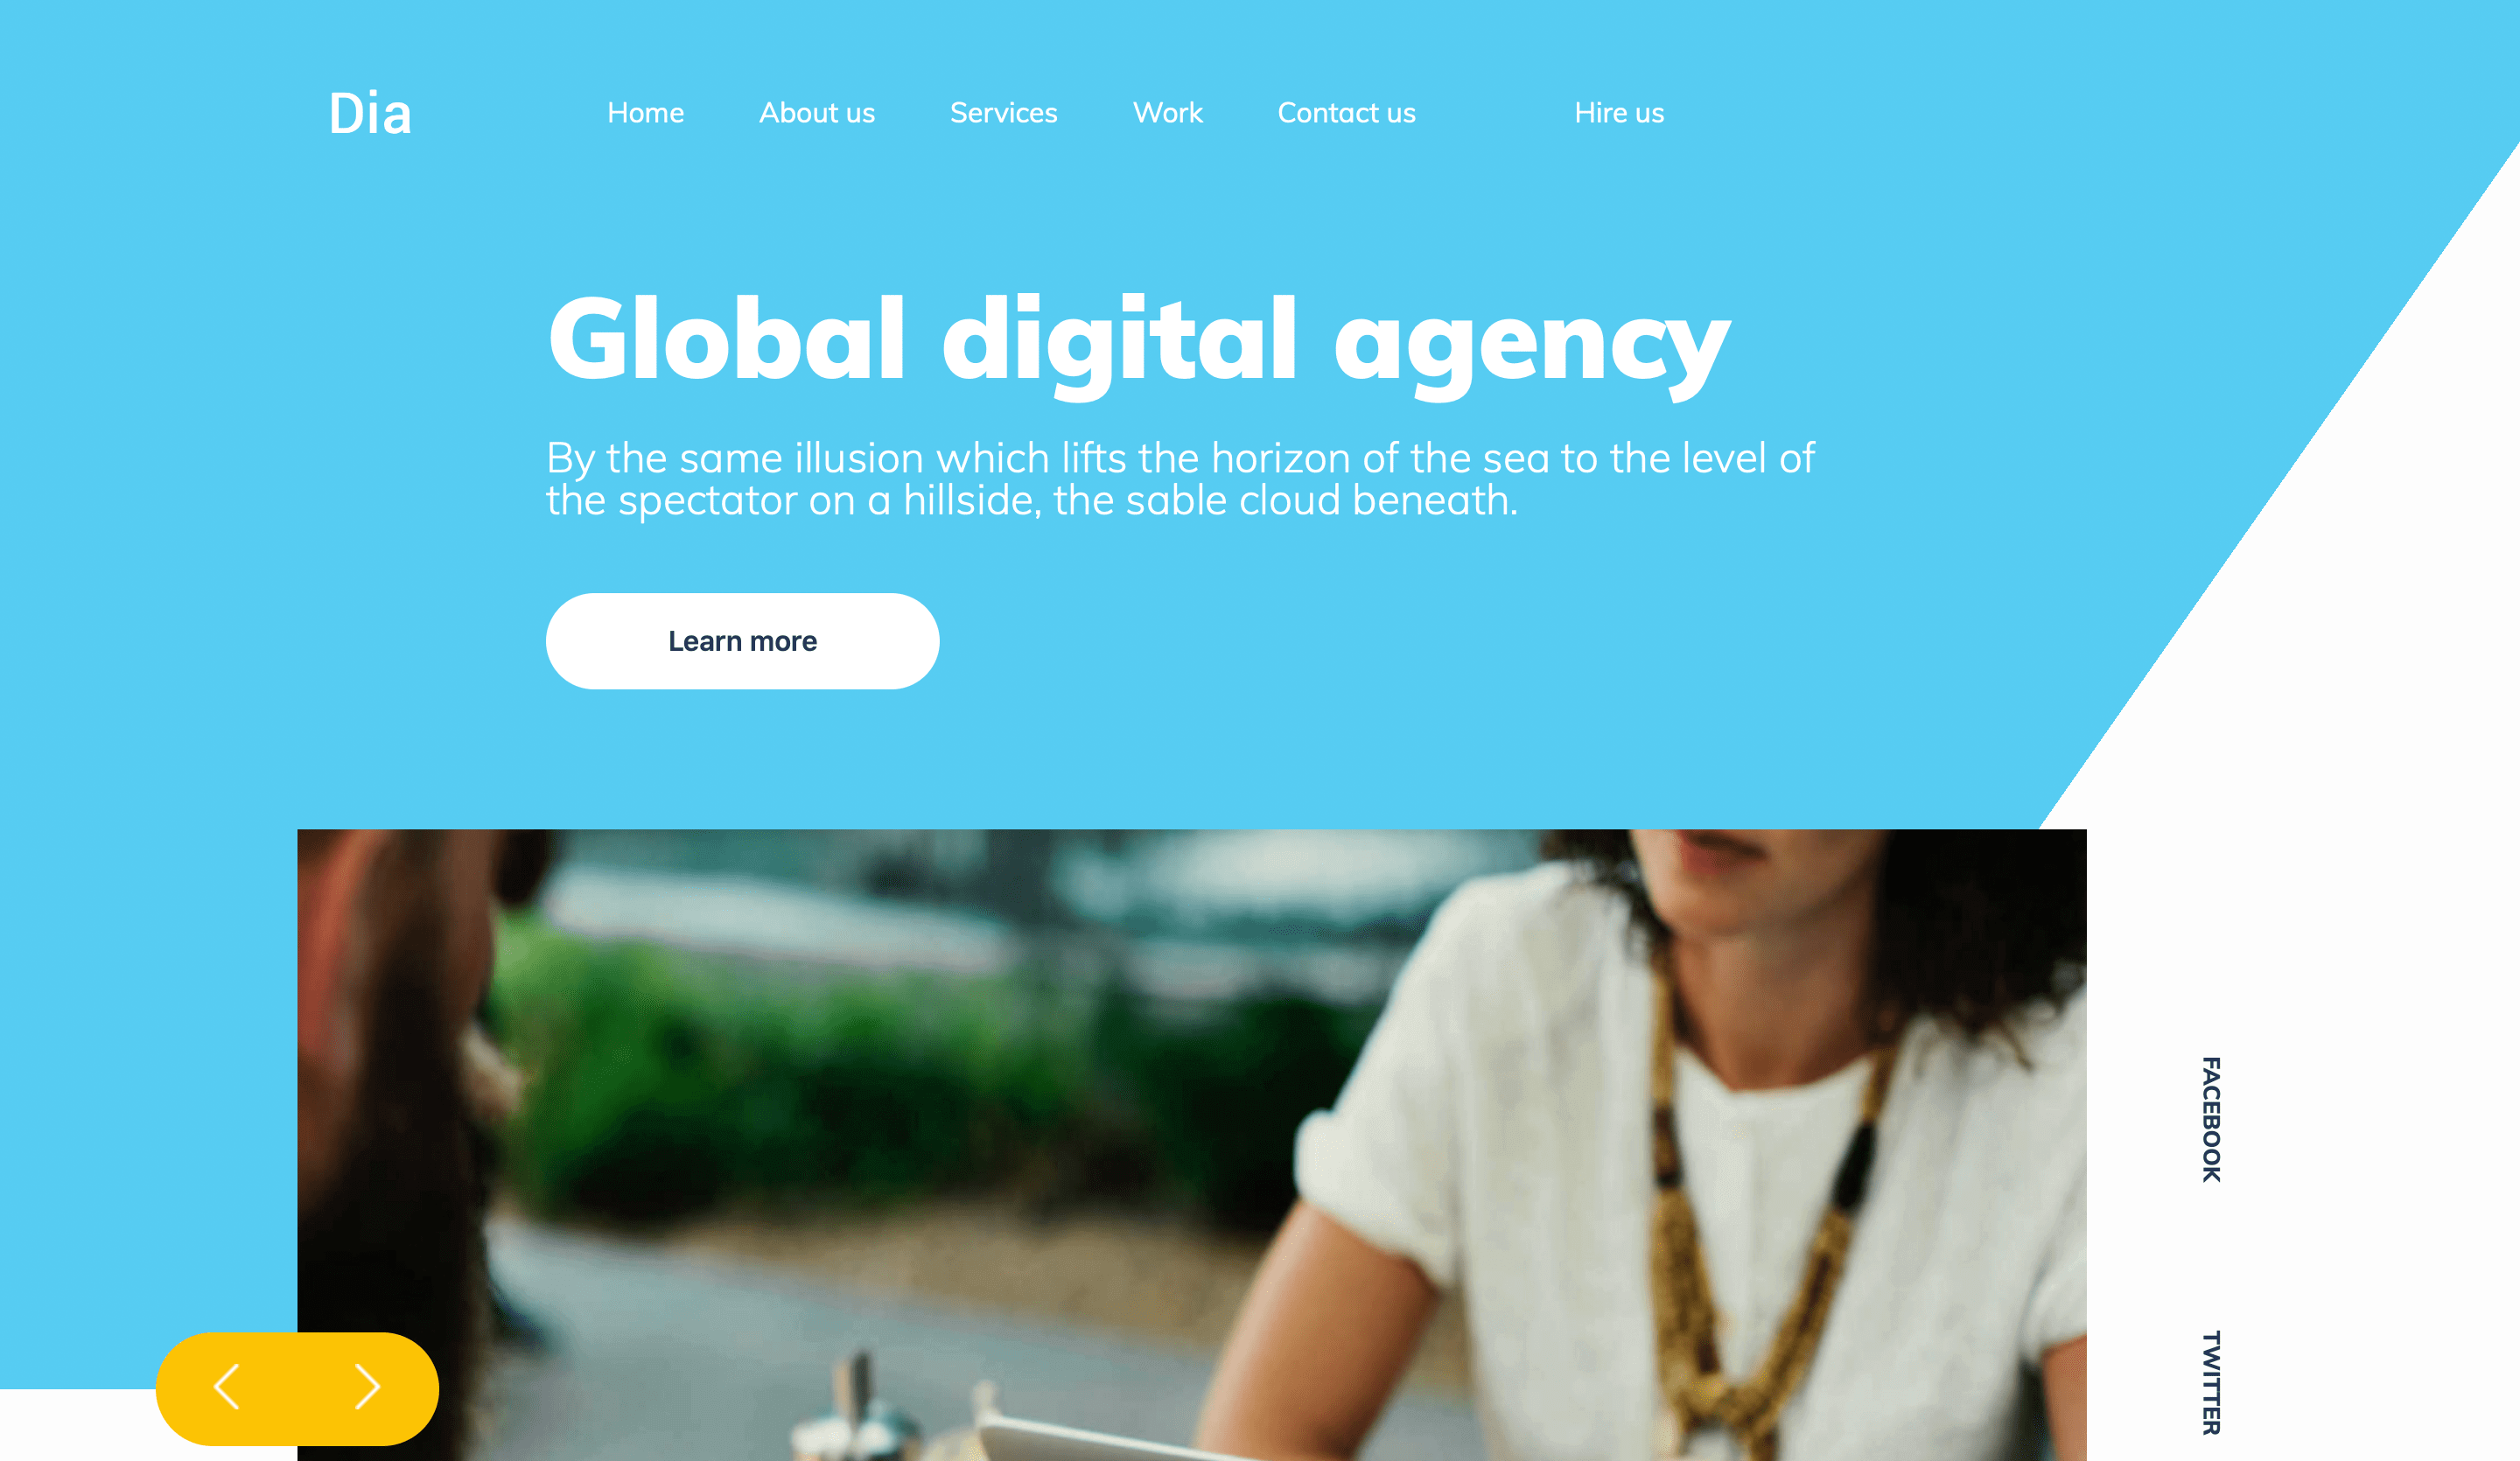 Dia
Home
About us
Services
Work
Contact us
Hire us
Global digital agency
By the same illusion which lifts the horizon of the sea to the level of
the spectator on a hillside, the sable cloud beneath.
Learn more
FACEBOOK
TWITTER